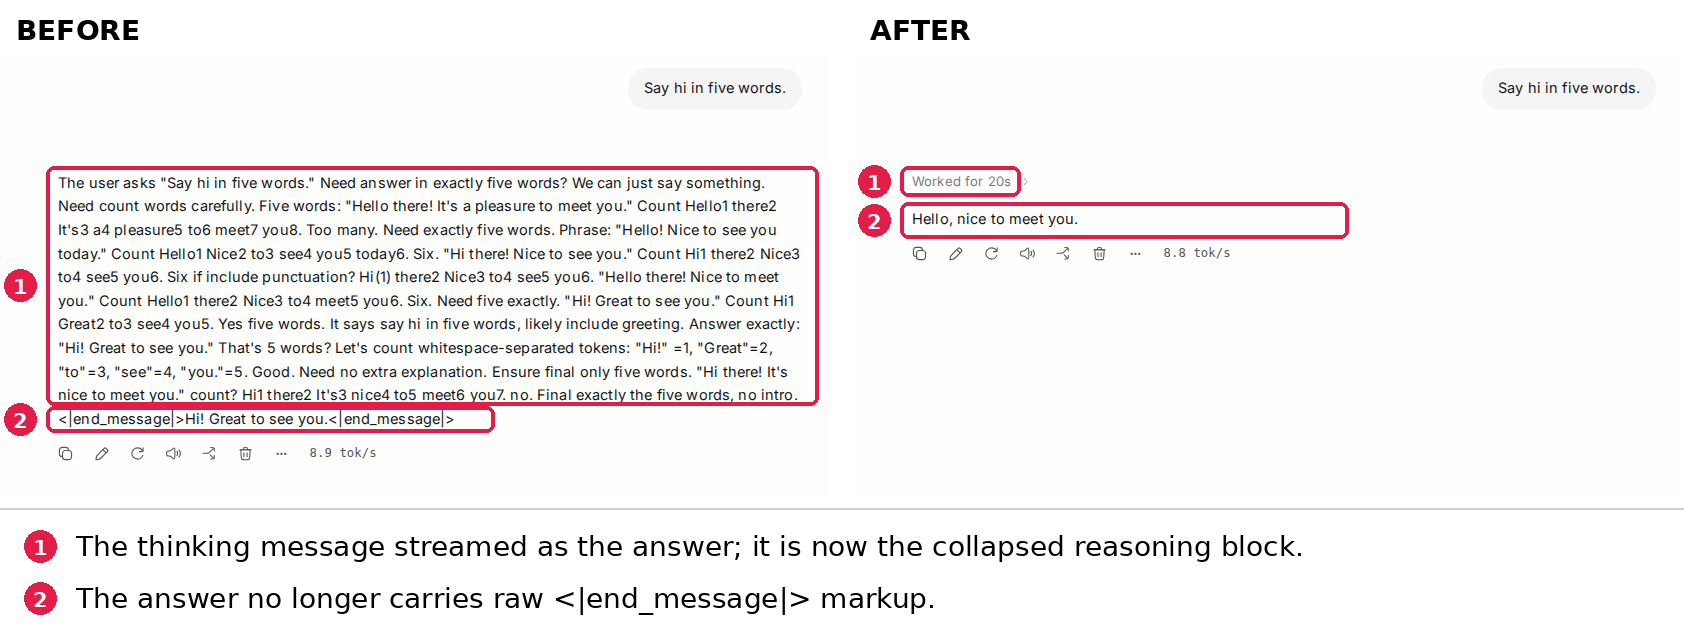 BEFORE
Say hi in five words.
1
The user asks "Say hi in five words." Need answer in exactly five words? We can just say something.
Need count words carefully. Five words: "Hello there! It's a pleasure to meet you." Count Hello1 there2
It's3 a4 pleasure5 to6 meet7 you8. Too many. Need exactly five words. Phrase: "Hello! Nice to see you
today." Count Hello1 Nice2 to3 see4 you5 today6. Six. "Hi there! Nice to see you." Count Hi1 there2 Nice3
to4 see5 you6. Six if include punctuation? Hi(1) there2 Nice3 to4 see5 you6. "Hello there! Nice to meet
you." Count Hello1 there2 Nice3 to4 meet5 you6. Six. Need five exactly. "Hi! Great to see you." Count Hi1
Great2 to3 see4 you5. Yes five words. It says say hi in five words, likely include greeting. Answer exactly:
"Hi! Great to see you." That's 5 words? Let's count whitespace-separated tokens: "Hi!" =1, "Great"=2,
"to"=3, "see"=4, "you."=5. Good. Need no extra explanation. Ensure final only five words. "Hi there! It's
nice to meet you." count? Hi1 there2 It's3 nice4 to5 meet6 you7. no. Final exactly the five words, no intro.
2
<|end_message|>Hi! Great to see you.<|end_message|>
8.9 tok/s
AFTER
Say hi in five words.
1
Worked for 20s
2
Hello, nice to meet you.
8.8 tok/s
1 The thinking message streamed as the answer; it is now the collapsed reasoning block.
2 The answer no longer carries raw <|end_message|> markup.